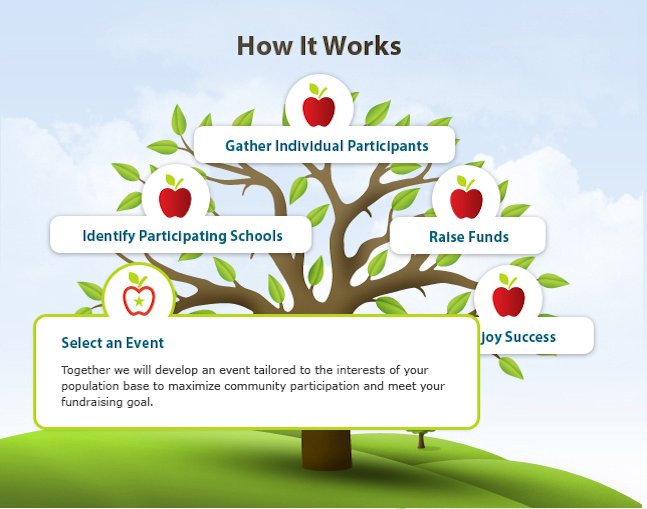 How It Works
Gather Individual Participants
Identify Participating Schools
Raise Funds
Select an Event
Together we will develop an event tailored to the interests of your
population base to maximize community participation and meet your
fundraising goal.
joy Success